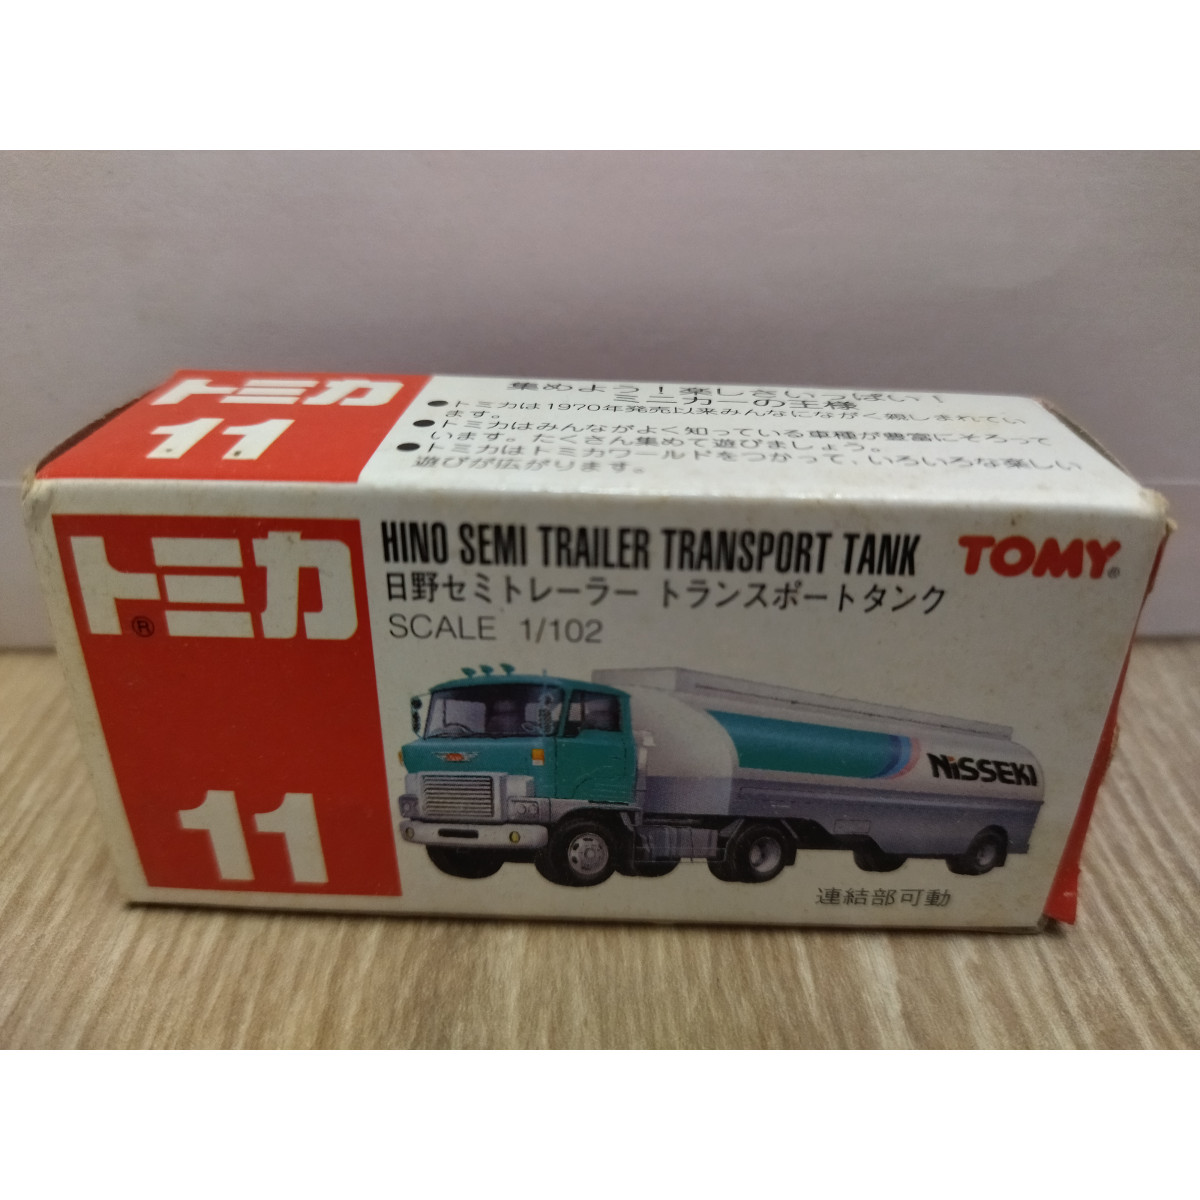 トミカ
11
集めよう!楽しさいっぱい!
ミニカーの王様
●トミカは1970年発売以来みんなにながく親しまれてい
ます。
●トミカはみんながよく知っている車種が豊富にそろって
います。たくさん集めて遊びましょう。
●トミカはトミカワールドをつかって、いろいろな楽しい
遊びが広がります。
トミカ®
11
HINO SEMI TRAILER TRANSPORT TANK
日野セミトレーラー トランスポートタンク
SCALE 1/102
TOMY®
NISSEKI
連結部可動